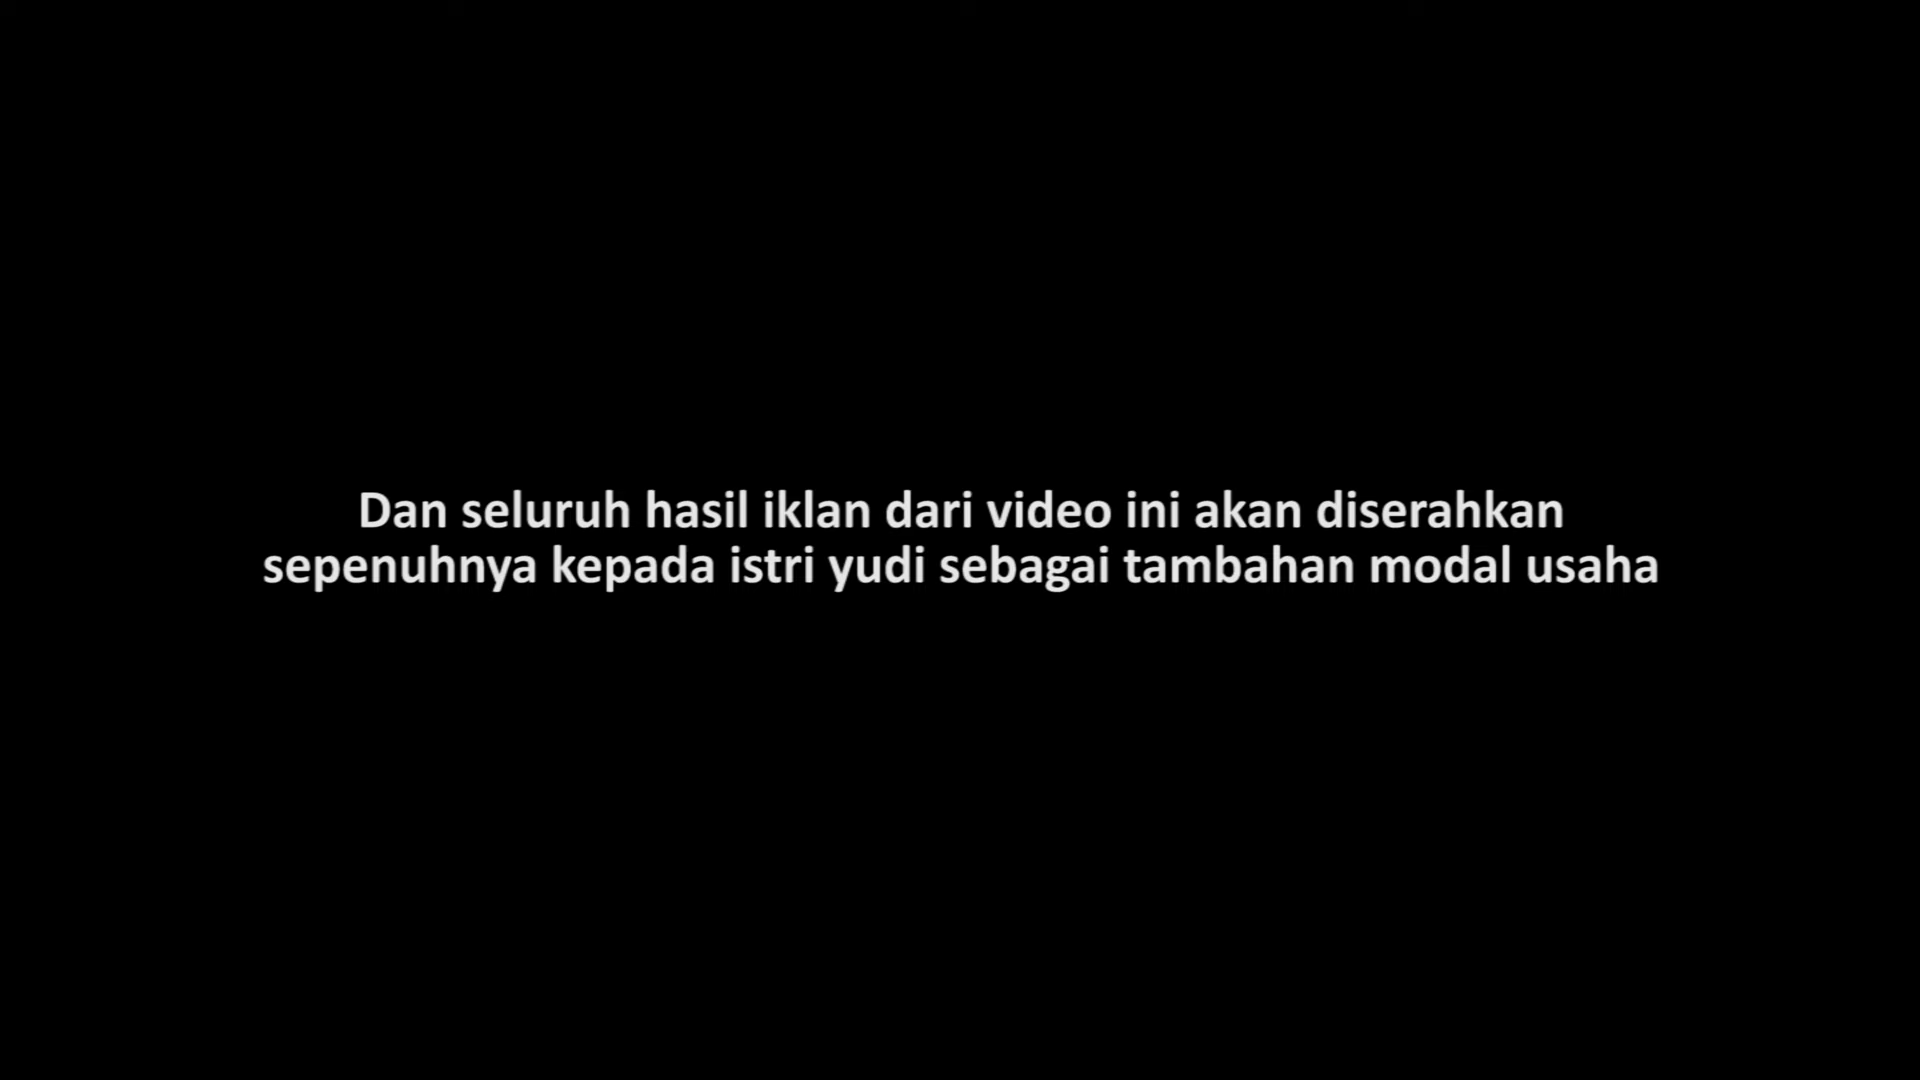 Dan seluruh hasil iklan dari video ini akan diserahkan
sepenuhnya kepada istri yudi sebagai tambahan modal usaha